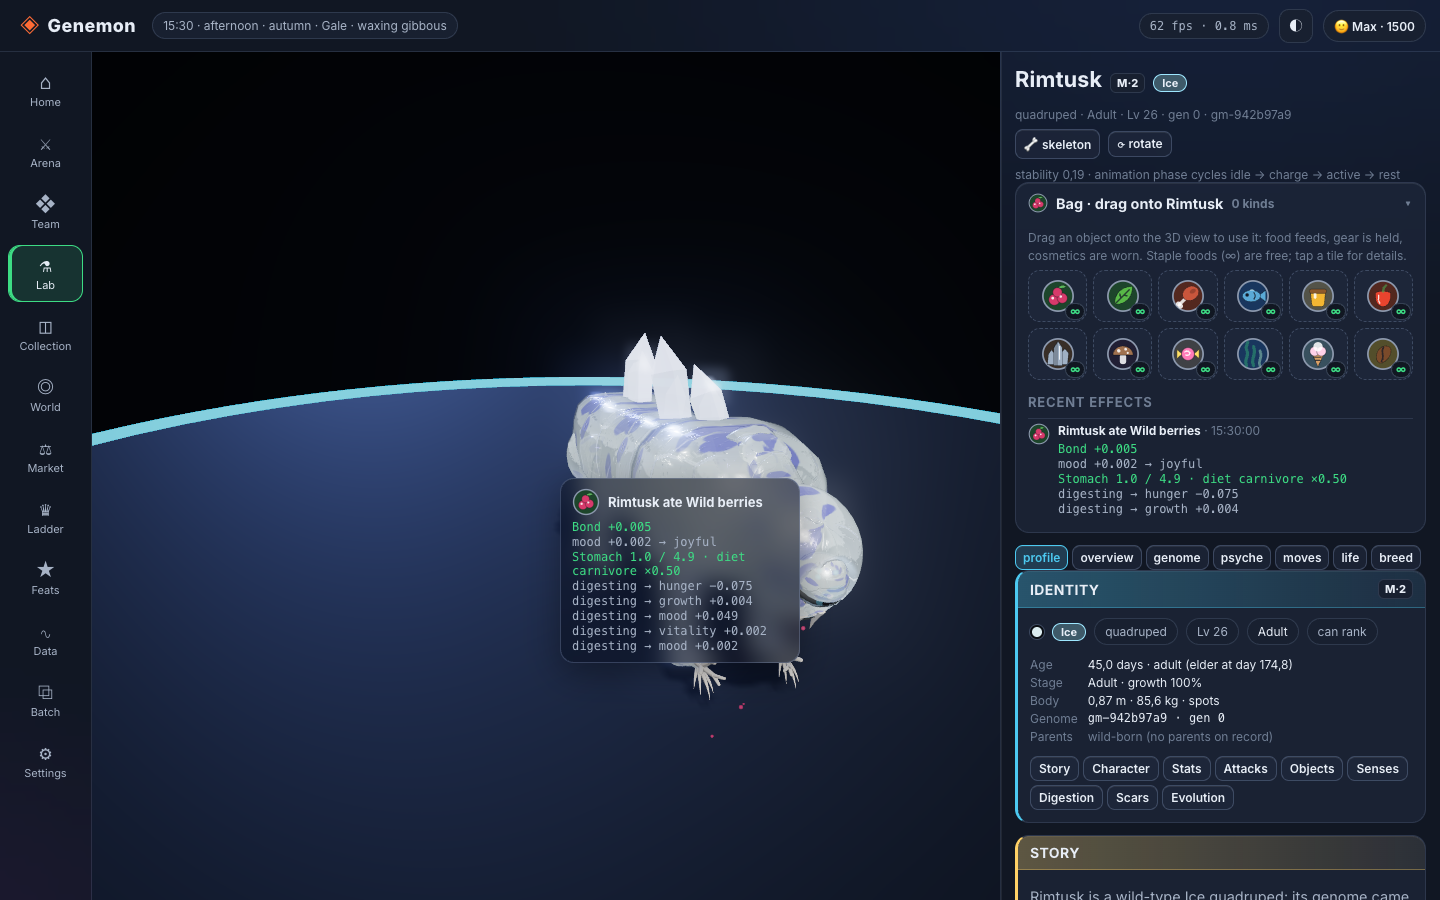 Genemon
15:30 · afternoon · autumn · Gale · waxing gibbous
62 fps · 0.8 ms
Max · 1500
Home
Arena
Team
Lab
Collection
World
Market
Ladder
Feats
Data
Batch
Settings
Rimtusk ate Wild berries
Bond +0.005
mood +0.002 → joyful
Stomach 1.0 / 4.9 · diet
carnivore ×0.50
digesting → hunger −0.075
digesting → growth +0.004
digesting → mood +0.049
digesting → vitality +0.002
digesting → mood +0.002
Rimtusk M·2 Ice
quadruped · Adult · Lv 26 · gen 0 · gm-942b97a9
skeleton rotate
stability 0,19 · animation phase cycles idle → charge → active → rest
Bag · drag onto Rimtusk 0 kinds
Drag an object onto the 3D view to use it: food feeds, gear is held,
cosmetics are worn. Staple foods (∞) are free; tap a tile for details.
∞ ∞ ∞ ∞ ∞ ∞
∞ ∞ ∞ ∞ ∞ ∞
RECENT EFFECTS
Rimtusk ate Wild berries · 15:30:00
Bond +0.005
mood +0.002 → joyful
Stomach 1.0 / 4.9 · diet carnivore ×0.50
digesting → hunger −0.075
digesting → growth +0.004
profile overview genome psyche moves life breed
IDENTITY M·2
Ice quadruped Lv 26 Adult can rank
Age 45,0 days · adult (elder at day 174,8)
Stage Adult · growth 100%
Body 0,87 m · 85,6 kg · spots
Genome gm-942b97a9 · gen 0
Parents wild-born (no parents on record)
Story Character Stats Attacks Objects Senses
Digestion Scars Evolution
STORY
Rimtusk is a wild-type Ice quadruped: its genome came